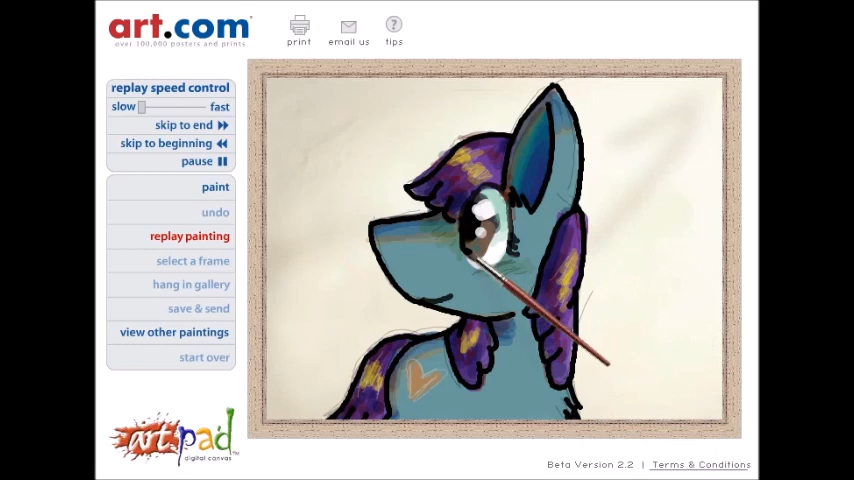 art.com
over 100,000 posters and prints
print
email us
tips
replay speed control
slow
fast
skip to end
skip to beginning
pause
paint
undo
replay painting
select a frame
hang in gallery
save & send
view other paintings
start over
artpad
digital canvas
Beta Version 2.2 | Terms & Conditions